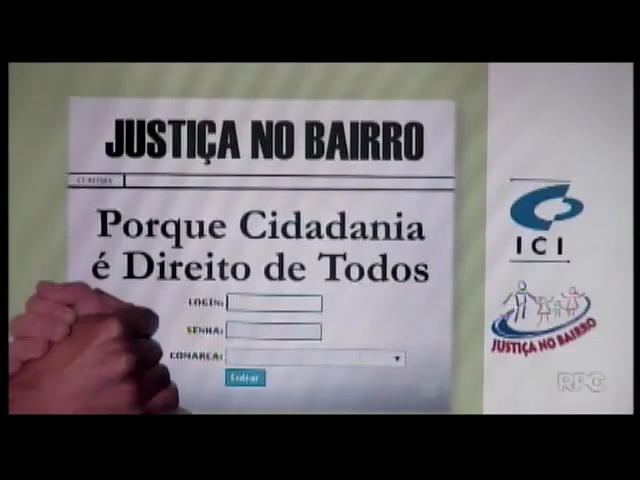 JUSTIÇA NO BAIRRO
CURITIBA
Porque Cidadania
é Direito de Todos
LOGIN:
SENHA:
COMARCA:
Entrar
ICI
JUSTIÇA NO BAIRRO
RPC